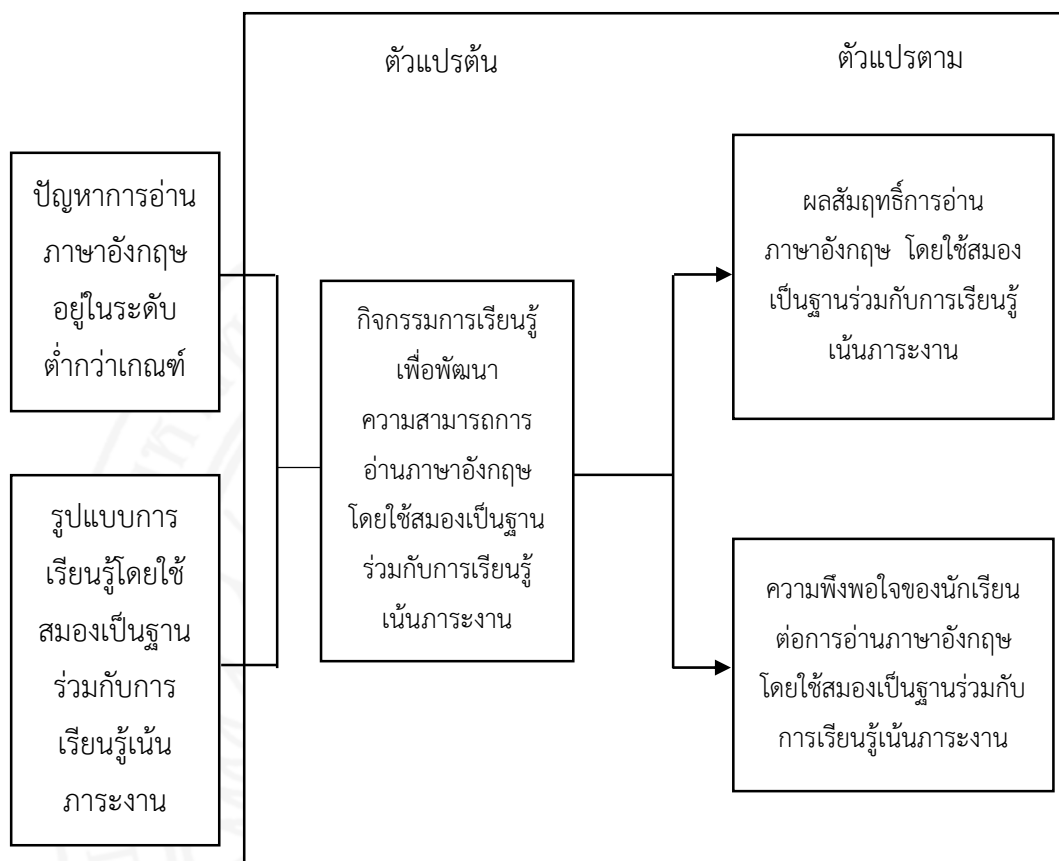 ตัวแปรต้น
ตัวแปรตาม
ปัญหาการอ่าน
ภาษาอังกฤษ
อยู่ในระดับ
ต่ำกว่าเกณฑ์
รูปแบบการ
เรียนรู้โดยใช้
สมองเป็นฐาน
ร่วมกับการ
เรียนรู้เน้น
ภาระงาน
กิจกรรมการเรียนรู้
เพื่อพัฒนา
ความสามารถการ
อ่านภาษาอังกฤษ
โดยใช้สมองเป็นฐาน
ร่วมกับการเรียนรู้
เน้นภาระงาน
ผลสัมฤทธิ์การอ่าน
ภาษาอังกฤษ โดยใช้สมอง
เป็นฐานร่วมกับการเรียนรู้
เน้นภาระงาน
ความพึงพอใจของนักเรียน
ต่อการอ่านภาษาอังกฤษ
โดยใช้สมองเป็นฐานร่วมกับ
การเรียนรู้เน้นภาระงาน